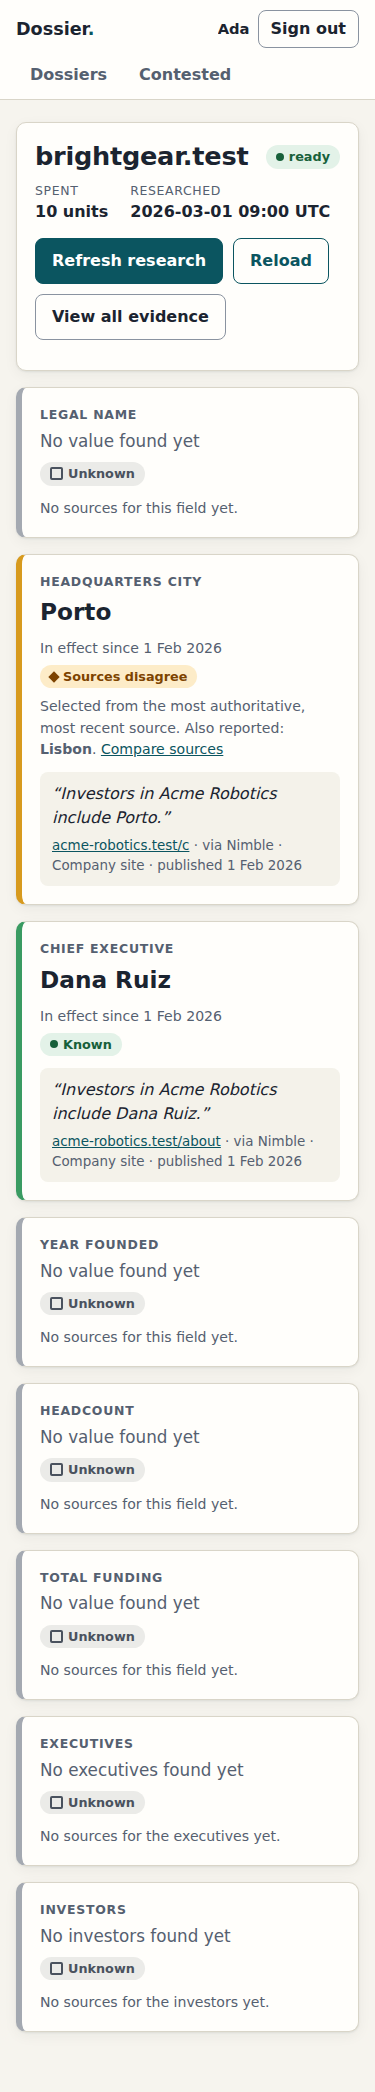 Dossier.
Ada Sign out
Dossiers Contested
brightgear.test ready
SPENT RESEARCHED
10 units 2026-03-01 09:00 UTC
Refresh research Reload
View all evidence
LEGAL NAME
No value found yet
Unknown
No sources for this field yet.
HEADQUARTERS CITY
Porto
In effect since 1 Feb 2026
Sources disagree
Selected from the most authoritative,
most recent source. Also reported:
Lisbon. Compare sources
“Investors in Acme Robotics
include Porto.”
acme-robotics.test/c · via Nimble ·
Company site · published 1 Feb 2026
CHIEF EXECUTIVE
Dana Ruiz
In effect since 1 Feb 2026
Known
“Investors in Acme Robotics
include Dana Ruiz.”
acme-robotics.test/about · via Nimble ·
Company site · published 1 Feb 2026
YEAR FOUNDED
No value found yet
Unknown
No sources for this field yet.
HEADCOUNT
No value found yet
Unknown
No sources for this field yet.
TOTAL FUNDING
No value found yet
Unknown
No sources for this field yet.
EXECUTIVES
No executives found yet
Unknown
No sources for the executives yet.
INVESTORS
No investors found yet
Unknown
No sources for the investors yet.